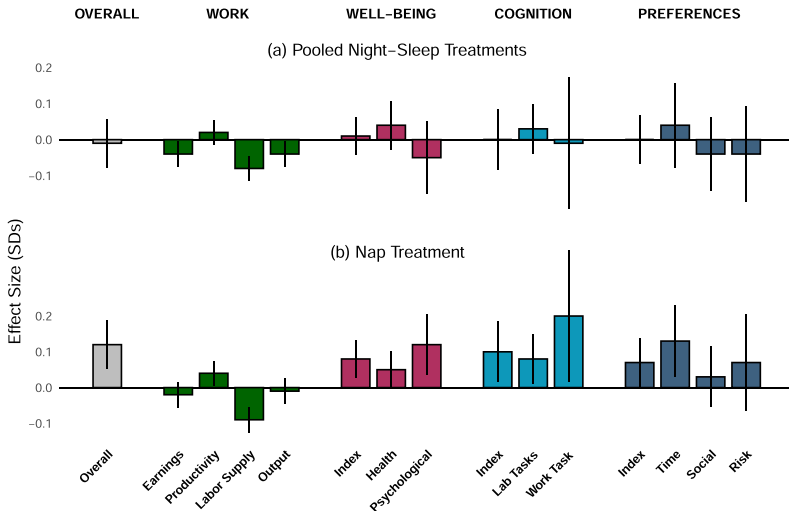 OVERALL WORK WELL–BEING COGNITION PREFERENCES
(a) Pooled Night–Sleep Treatments
0.2
0.1
0.0
–0.1
Effect Size (SDs)
(b) Nap Treatment
0.2
0.1
0.0
–0.1
Overall
Earnings
Productivity
Labor Supply
Output
Index
Health
Psychological
Index
Lab Tasks
Work Task
Index
Time
Social
Risk